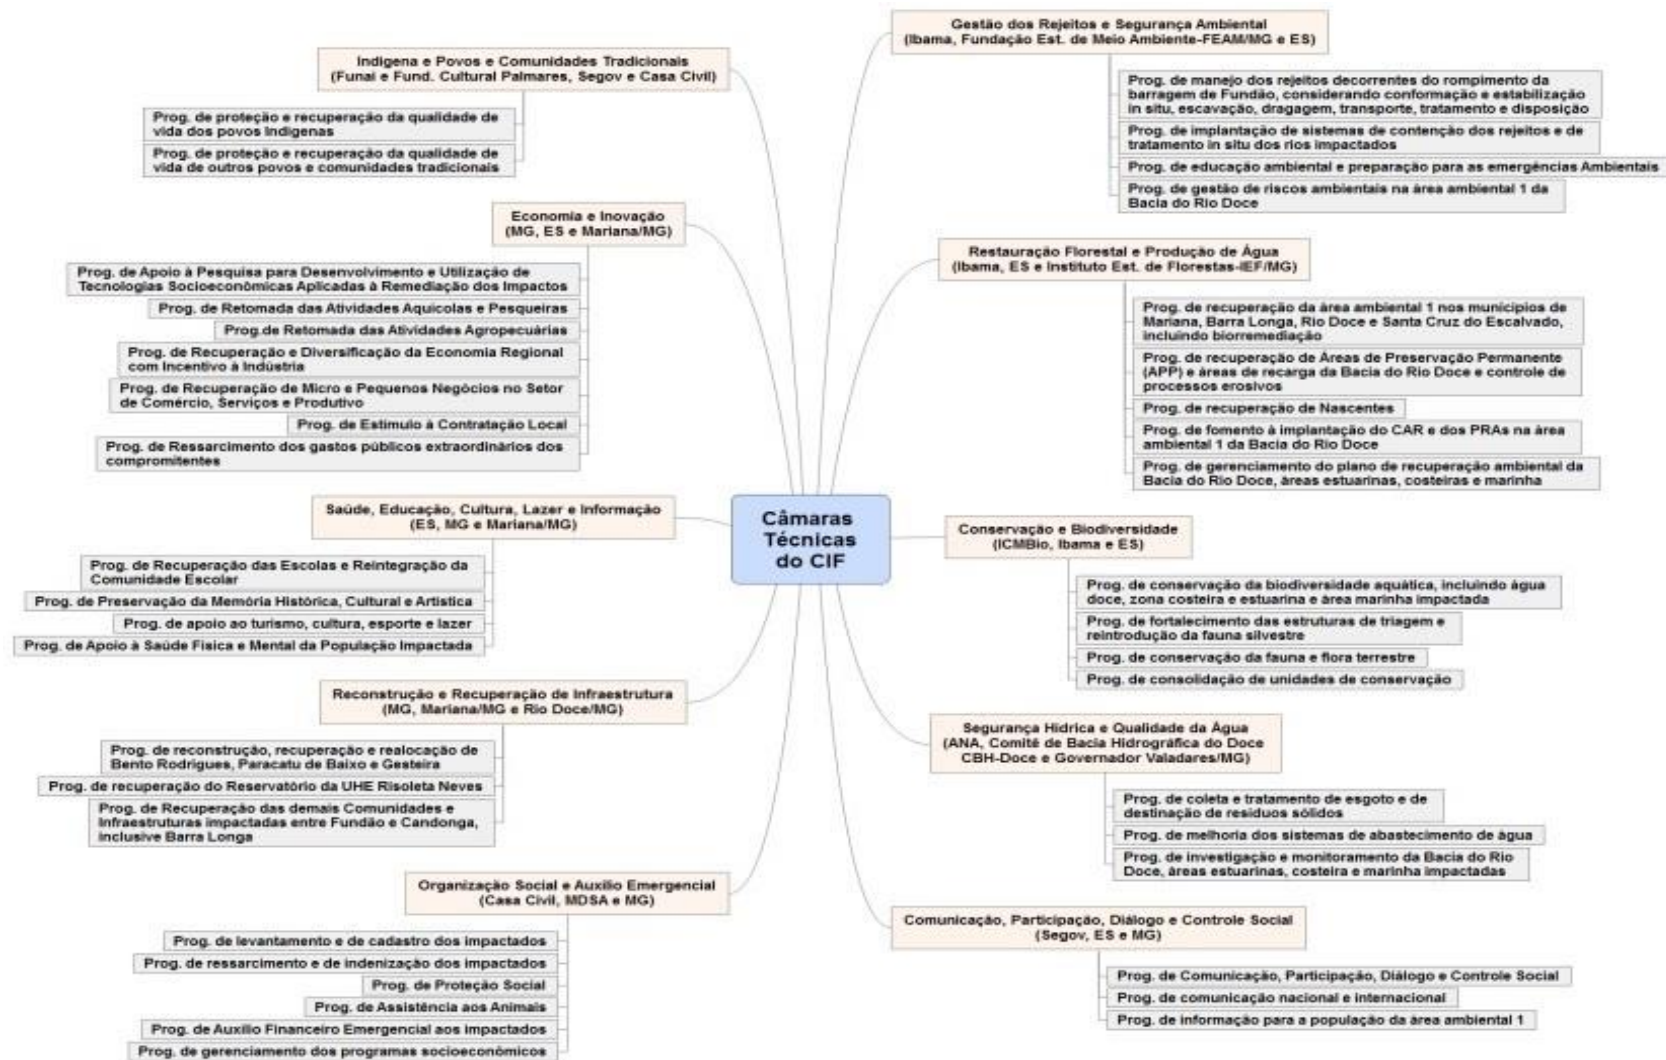 Câmaras
Técnicas
do CIF
Indígena e Povos e Comunidades Tradicionais
(Funai e Fund. Cultural Palmares, Segov e Casa Civil)
Prog. de proteção e recuperação da qualidade de
vida dos povos Indígenas
Prog. de proteção e recuperação da qualidade de
vida de outros povos e comunidades tradicionais
Economia e Inovação
(MG, ES e Mariana/MG)
Prog. de Apoio à Pesquisa para Desenvolvimento e Utilização de
Tecnologias Socioeconômicas Aplicadas à Remediação dos Impactos
Prog. de Retomada das Atividades Aquícolas e Pesqueiras
Prog.de Retomada das Atividades Agropecuárias
Prog. de Recuperação e Diversificação da Economia Regional
com Incentivo à Indústria
Prog. de Recuperação de Micro e Pequenos Negócios no Setor
de Comércio, Serviços e Produtivo
Prog. de Estímulo à Contratação Local
Prog. de Ressarcimento dos gastos públicos extraordinários dos
compromitentes
Saúde, Educação, Cultura, Lazer e Informação
(ES, MG e Mariana/MG)
Prog. de Recuperação das Escolas e Reintegração da
Comunidade Escolar
Prog. de Preservação da Memória Histórica, Cultural e Artística
Prog. de apoio ao turismo, cultura, esporte e lazer
Prog. de Apoio à Saúde Física e Mental da População Impactada
Reconstrução e Recuperação de Infraestrutura
(MG, Mariana/MG e Rio Doce/MG)
Prog. de reconstrução, recuperação e realocação de
Bento Rodrigues, Paracatu de Baixo e Gesteira
Prog. de recuperação do Reservatório da UHE Risoleta Neves
Prog. de Recuperação das demais Comunidades e
Infraestruturas impactadas entre Fundão e Candonga,
inclusive Barra Longa
Organização Social e Auxílio Emergencial
(Casa Civil, MDSA e MG)
Prog. de levantamento e de cadastro dos impactados
Prog. de ressarcimento e de indenização dos impactados
Prog. de Proteção Social
Prog. de Assistência aos Animais
Prog. de Auxílio Financeiro Emergencial aos impactados
Prog. de gerenciamento dos programas socioeconômicos
Gestão dos Rejeitos e Segurança Ambiental
(Ibama, Fundação Est. de Meio Ambiente-FEAM/MG e ES)
Prog. de manejo dos rejeitos decorrentes do rompimento da
barragem de Fundão, considerando conformação e estabilização
in situ, escavação, dragagem, transporte, tratamento e disposição
Prog. de implantação de sistemas de contenção dos rejeitos e de
tratamento in situ dos rios impactados
Prog. de educação ambiental e preparação para as emergências Ambientais
Prog. de gestão de riscos ambientais na área ambiental 1 da
Bacia do Rio Doce
Restauração Florestal e Produção de Água
(Ibama, ES e Instituto Est. de Florestas-IEF/MG)
Prog. de recuperação da área ambiental 1 nos municípios de
Mariana, Barra Longa, Rio Doce e Santa Cruz do Escalvado,
incluindo biorremediação
Prog. de recuperação de Áreas de Preservação Permanente
(APP) e áreas de recarga da Bacia do Rio Doce e controle de
processos erosivos
Prog. de recuperação de Nascentes
Prog. de fomento à implantação do CAR e dos PRAs na área
ambiental 1 da Bacia do Rio Doce
Prog. de gerenciamento do plano de recuperação ambiental da
Bacia do Rio Doce, áreas estuarinas, costeiras e marinha
Conservação e Biodiversidade
(ICMBio, Ibama e ES)
Prog. de conservação da biodiversidade aquática, incluindo água
doce, zona costeira e estuarina e área marinha impactada
Prog. de fortalecimento das estruturas de triagem e
reintrodução da fauna silvestre
Prog. de conservação da fauna e flora terrestre
Prog. de consolidação de unidades de conservação
Segurança Hídrica e Qualidade da Água
(ANA, Comitê de Bacia Hidrográfica do Doce
CBH-Doce e Governador Valadares/MG)
Prog. de coleta e tratamento de esgoto e de
destinação de resíduos sólidos
Prog. de melhoria dos sistemas de abastecimento de água
Prog. de investigação e monitoramento da Bacia do Rio
Doce, áreas estuarinas, costeira e marinha impactadas
Comunicação, Participação, Diálogo e Controle Social
(Segov, ES e MG)
Prog. de Comunicação, Participação, Diálogo e Controle Social
Prog. de comunicação nacional e internacional
Prog. de informação para a população da área ambiental 1